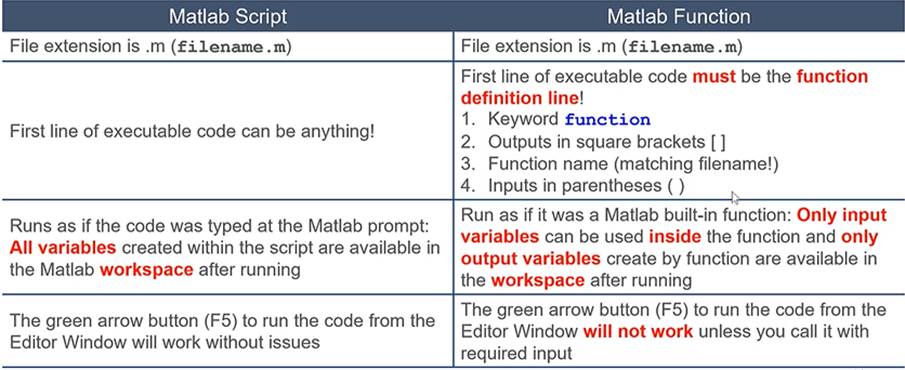 Matlab Script
Matlab Function
File extension is .m (filename.m)
File extension is .m (filename.m)
First line of executable code can be anything!
First line of executable code must be the function
definition line!
1. Keyword function
2. Outputs in square brackets [ ]
3. Function name (matching filename!)
4. Inputs in parentheses ( )
Runs as if the code was typed at the Matlab prompt:
All variables created within the script are available in
the Matlab workspace after running
Run as if it was a Matlab built-in function: Only input
variables can be used inside the function and only
output variables create by function are available in
the workspace after running
The green arrow button (F5) to run the code from the
Editor Window will work without issues
The green arrow button (F5) to run the code from the
Editor Window will not work unless you call it with
required input